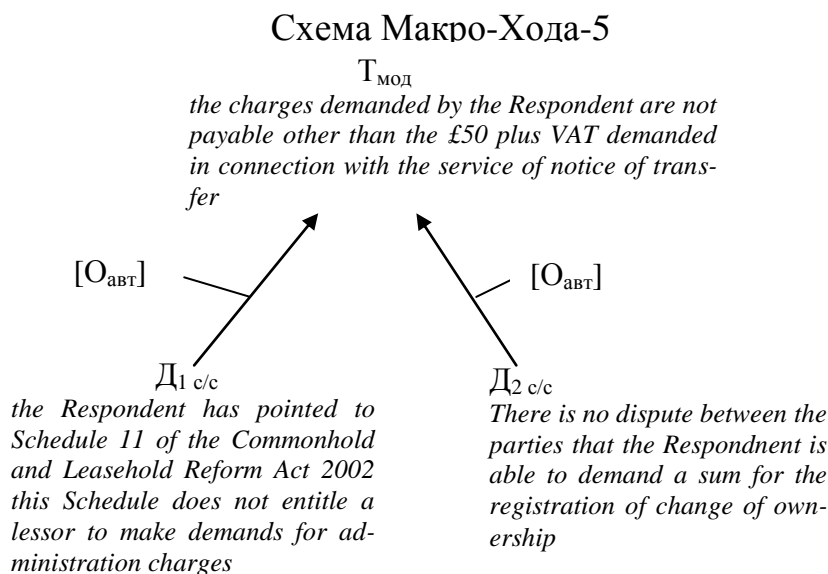 Схема Макро-Хода-5
Тмод
the charges demanded by the Respondent are not
payable other than the £50 plus VAT demanded
in connection with the service of notice of trans-
fer
[Oавт]
[Oавт]
Д1 с/с
the Respondent has pointed to
Schedule 11 of the Commonhold
and Leasehold Reform Act 2002
this Schedule does not entitle a
lessor to make demands for ad-
ministration charges
Д2 с/с
There is no dispute between the
parties that the Respondnent is
able to demand a sum for the
registration of change of own-
ership